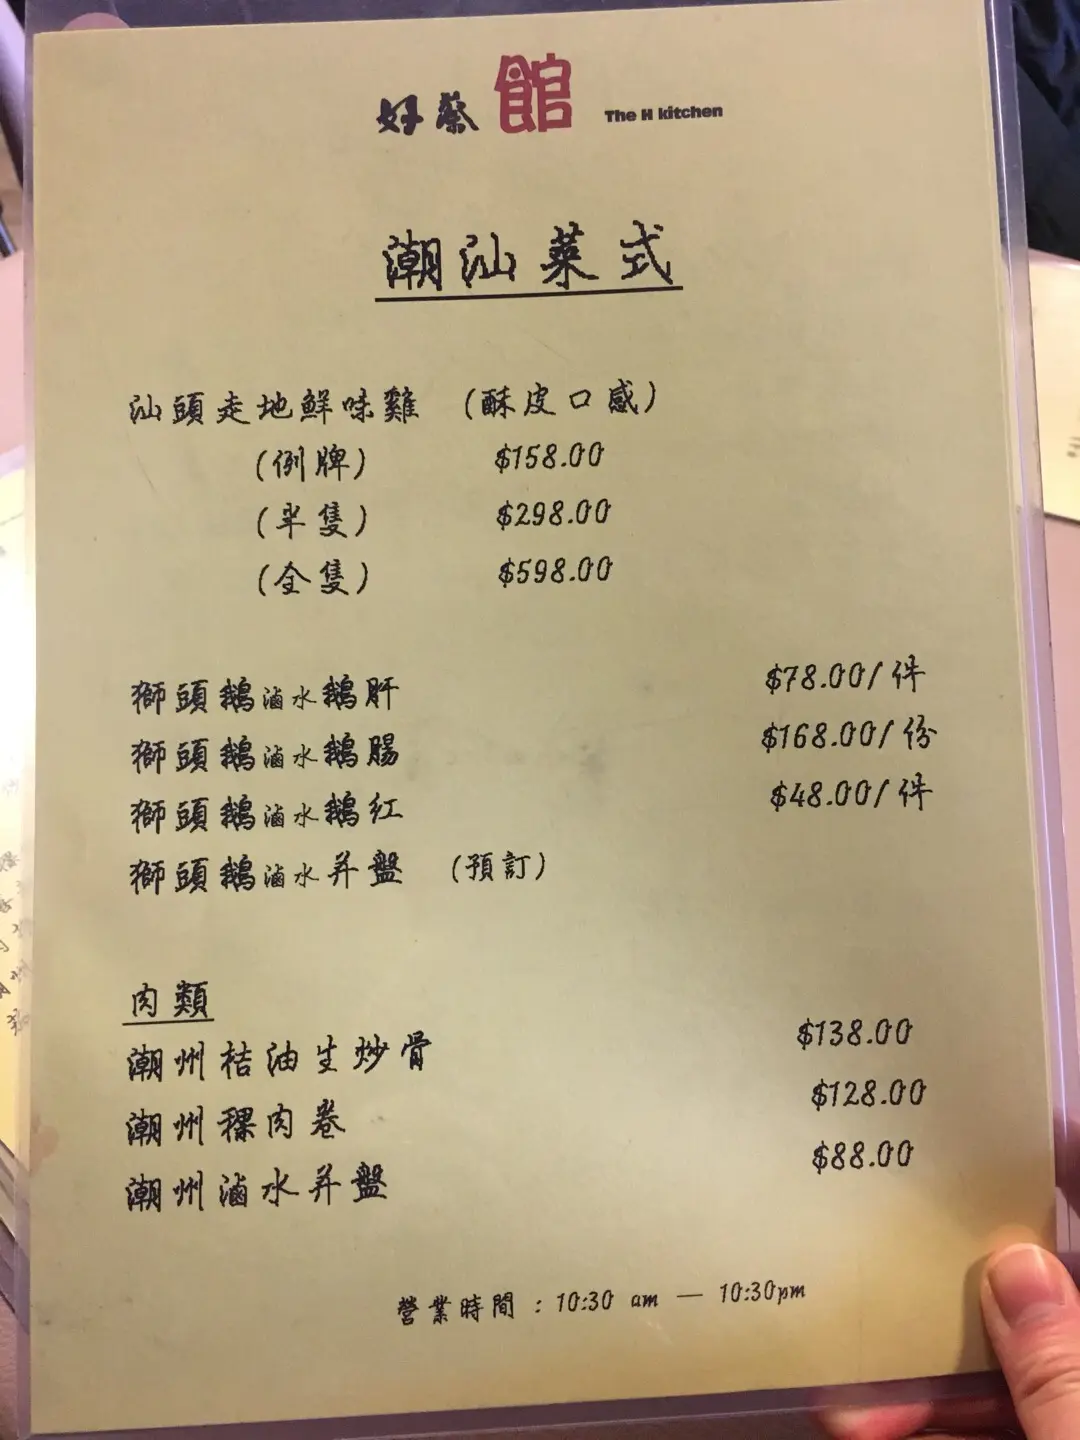 好蔡館 The H kitchen
潮汕菜式
汕頭走地鮮味雞 (酥皮口感)
(例牌) $158.00
(半隻) $298.00
(全隻) $598.00
獅頭鵝滷水鵝肝 $78.00/件
獅頭鵝滷水鵝腸 $168.00/份
獅頭鵝滷水鵝紅 $48.00/件
獅頭鵝滷水并盤 (預訂)
肉類
潮州桔油生炒骨 $138.00
潮州粿肉卷 $128.00
潮州滷水并盤 $88.00
營業時間：10:30 am — 10:30pm